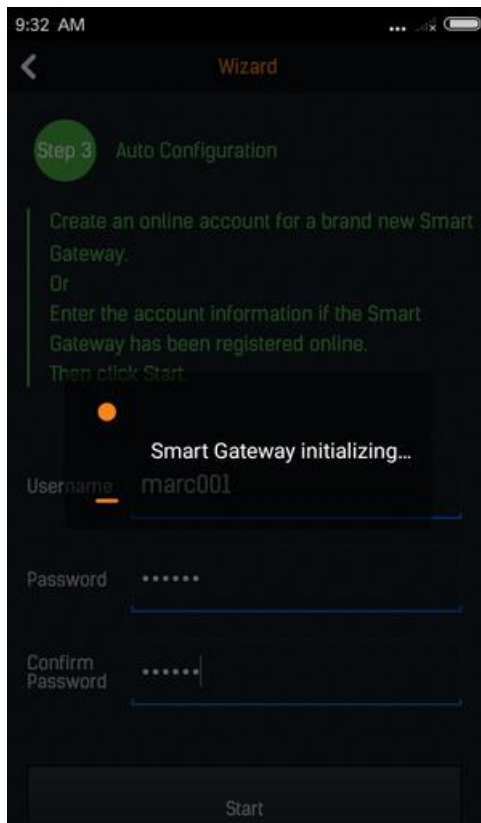 9:32 AM
Wizard
Step 3 Auto Configuration
Create an online account for a brand new Smart
Gateway.
Or
Enter the account information if the Smart
Gateway has been registered online.
Then click Start.
Smart Gateway initializing...
Username marc001
Password ••••••
Confirm
Password ••••••
Start